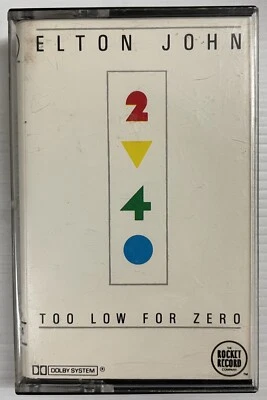 ELTON JOHN
2
4
TOO LOW FOR ZERO
THE
ROCKET
RECORD
COMPANY
DOLBY SYSTEM ®